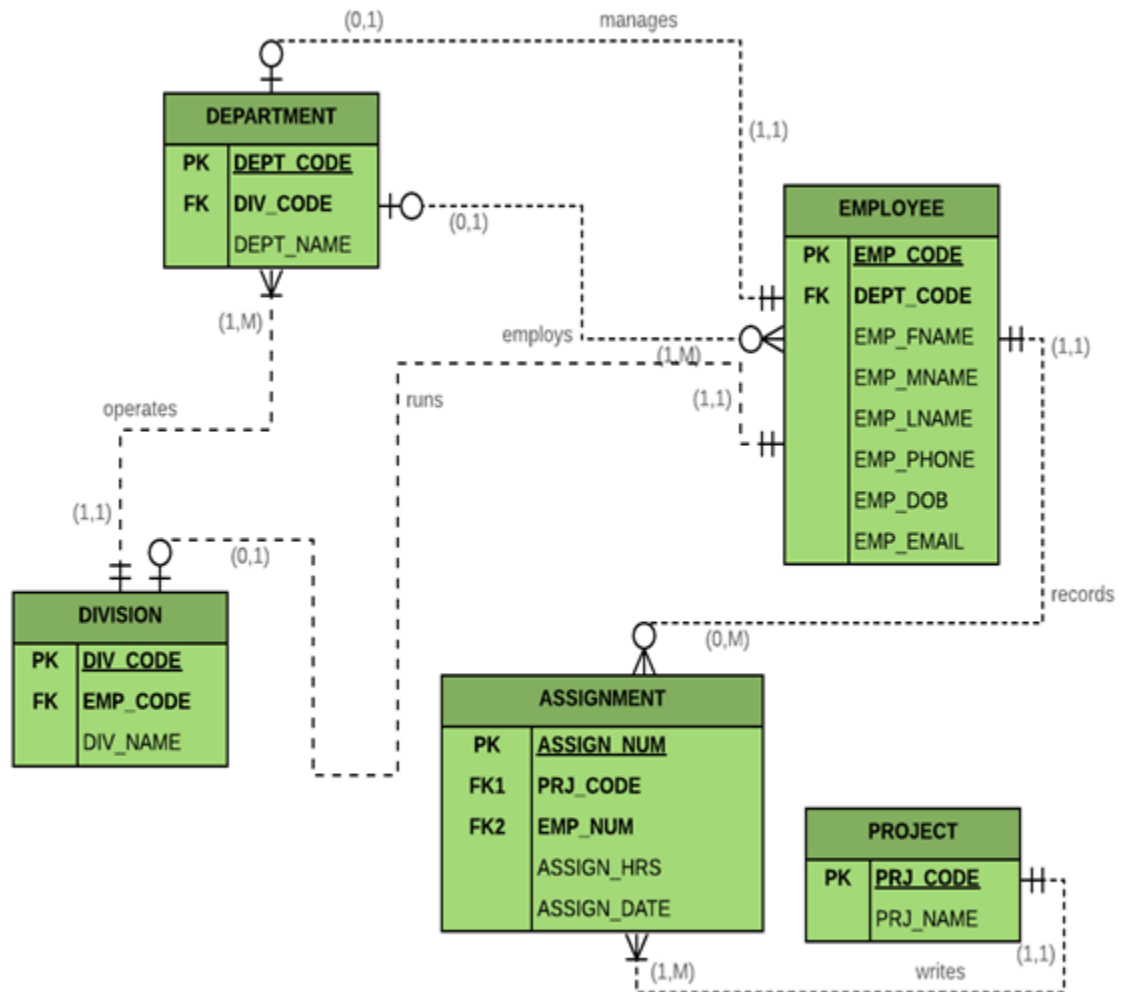 (0,1) manages
DEPARTMENT
PK DEPT_CODE
FK DIV_CODE
DEPT_NAME
(1,1)
(0,1)
EMPLOYEE
PK EMP_CODE
FK DEPT_CODE
EMP_FNAME
EMP_MNAME
EMP_LNAME
EMP_PHONE
EMP_DOB
EMP_EMAIL
(1,M)
employs
(1,M)
(1,1)
operates
runs
(1,1)
(1,1)
(0,1)
DIVISION
PK DIV_CODE
FK EMP_CODE
DIV_NAME
records
(0,M)
ASSIGNMENT
PK ASSIGN_NUM
FK1 PRJ_CODE
FK2 EMP_NUM
ASSIGN_HRS
ASSIGN_DATE
PROJECT
PK PRJ_CODE
PRJ_NAME
(1,1)
(1,M) writes